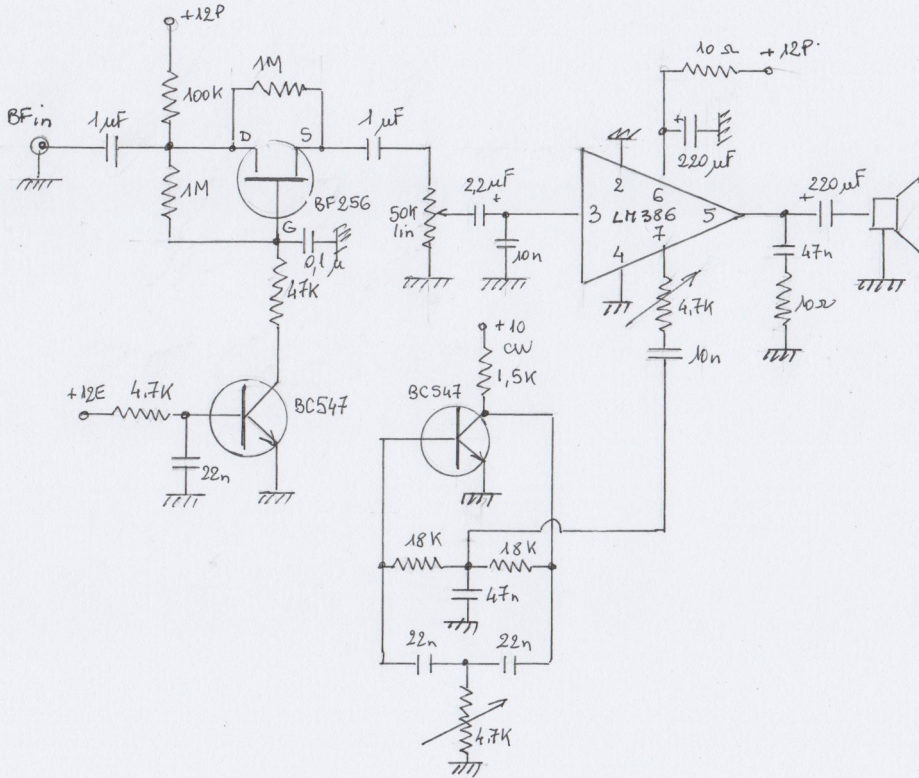 +12P
100K
1M
BFin
1µF
D
S
1µF
1M
BF256
G
0,1µ
47K
50K
lin
2,2µF
+
10n
10Ω
+12P.
+
220µF
2
6
3
LM386
5
7
4
+
220µF
47n
10Ω
4.7K
10n
+12E
4.7K
BC547
22n
+10
CW
1,5K
BC547
18K
18K
47n
22n
22n
4.7K